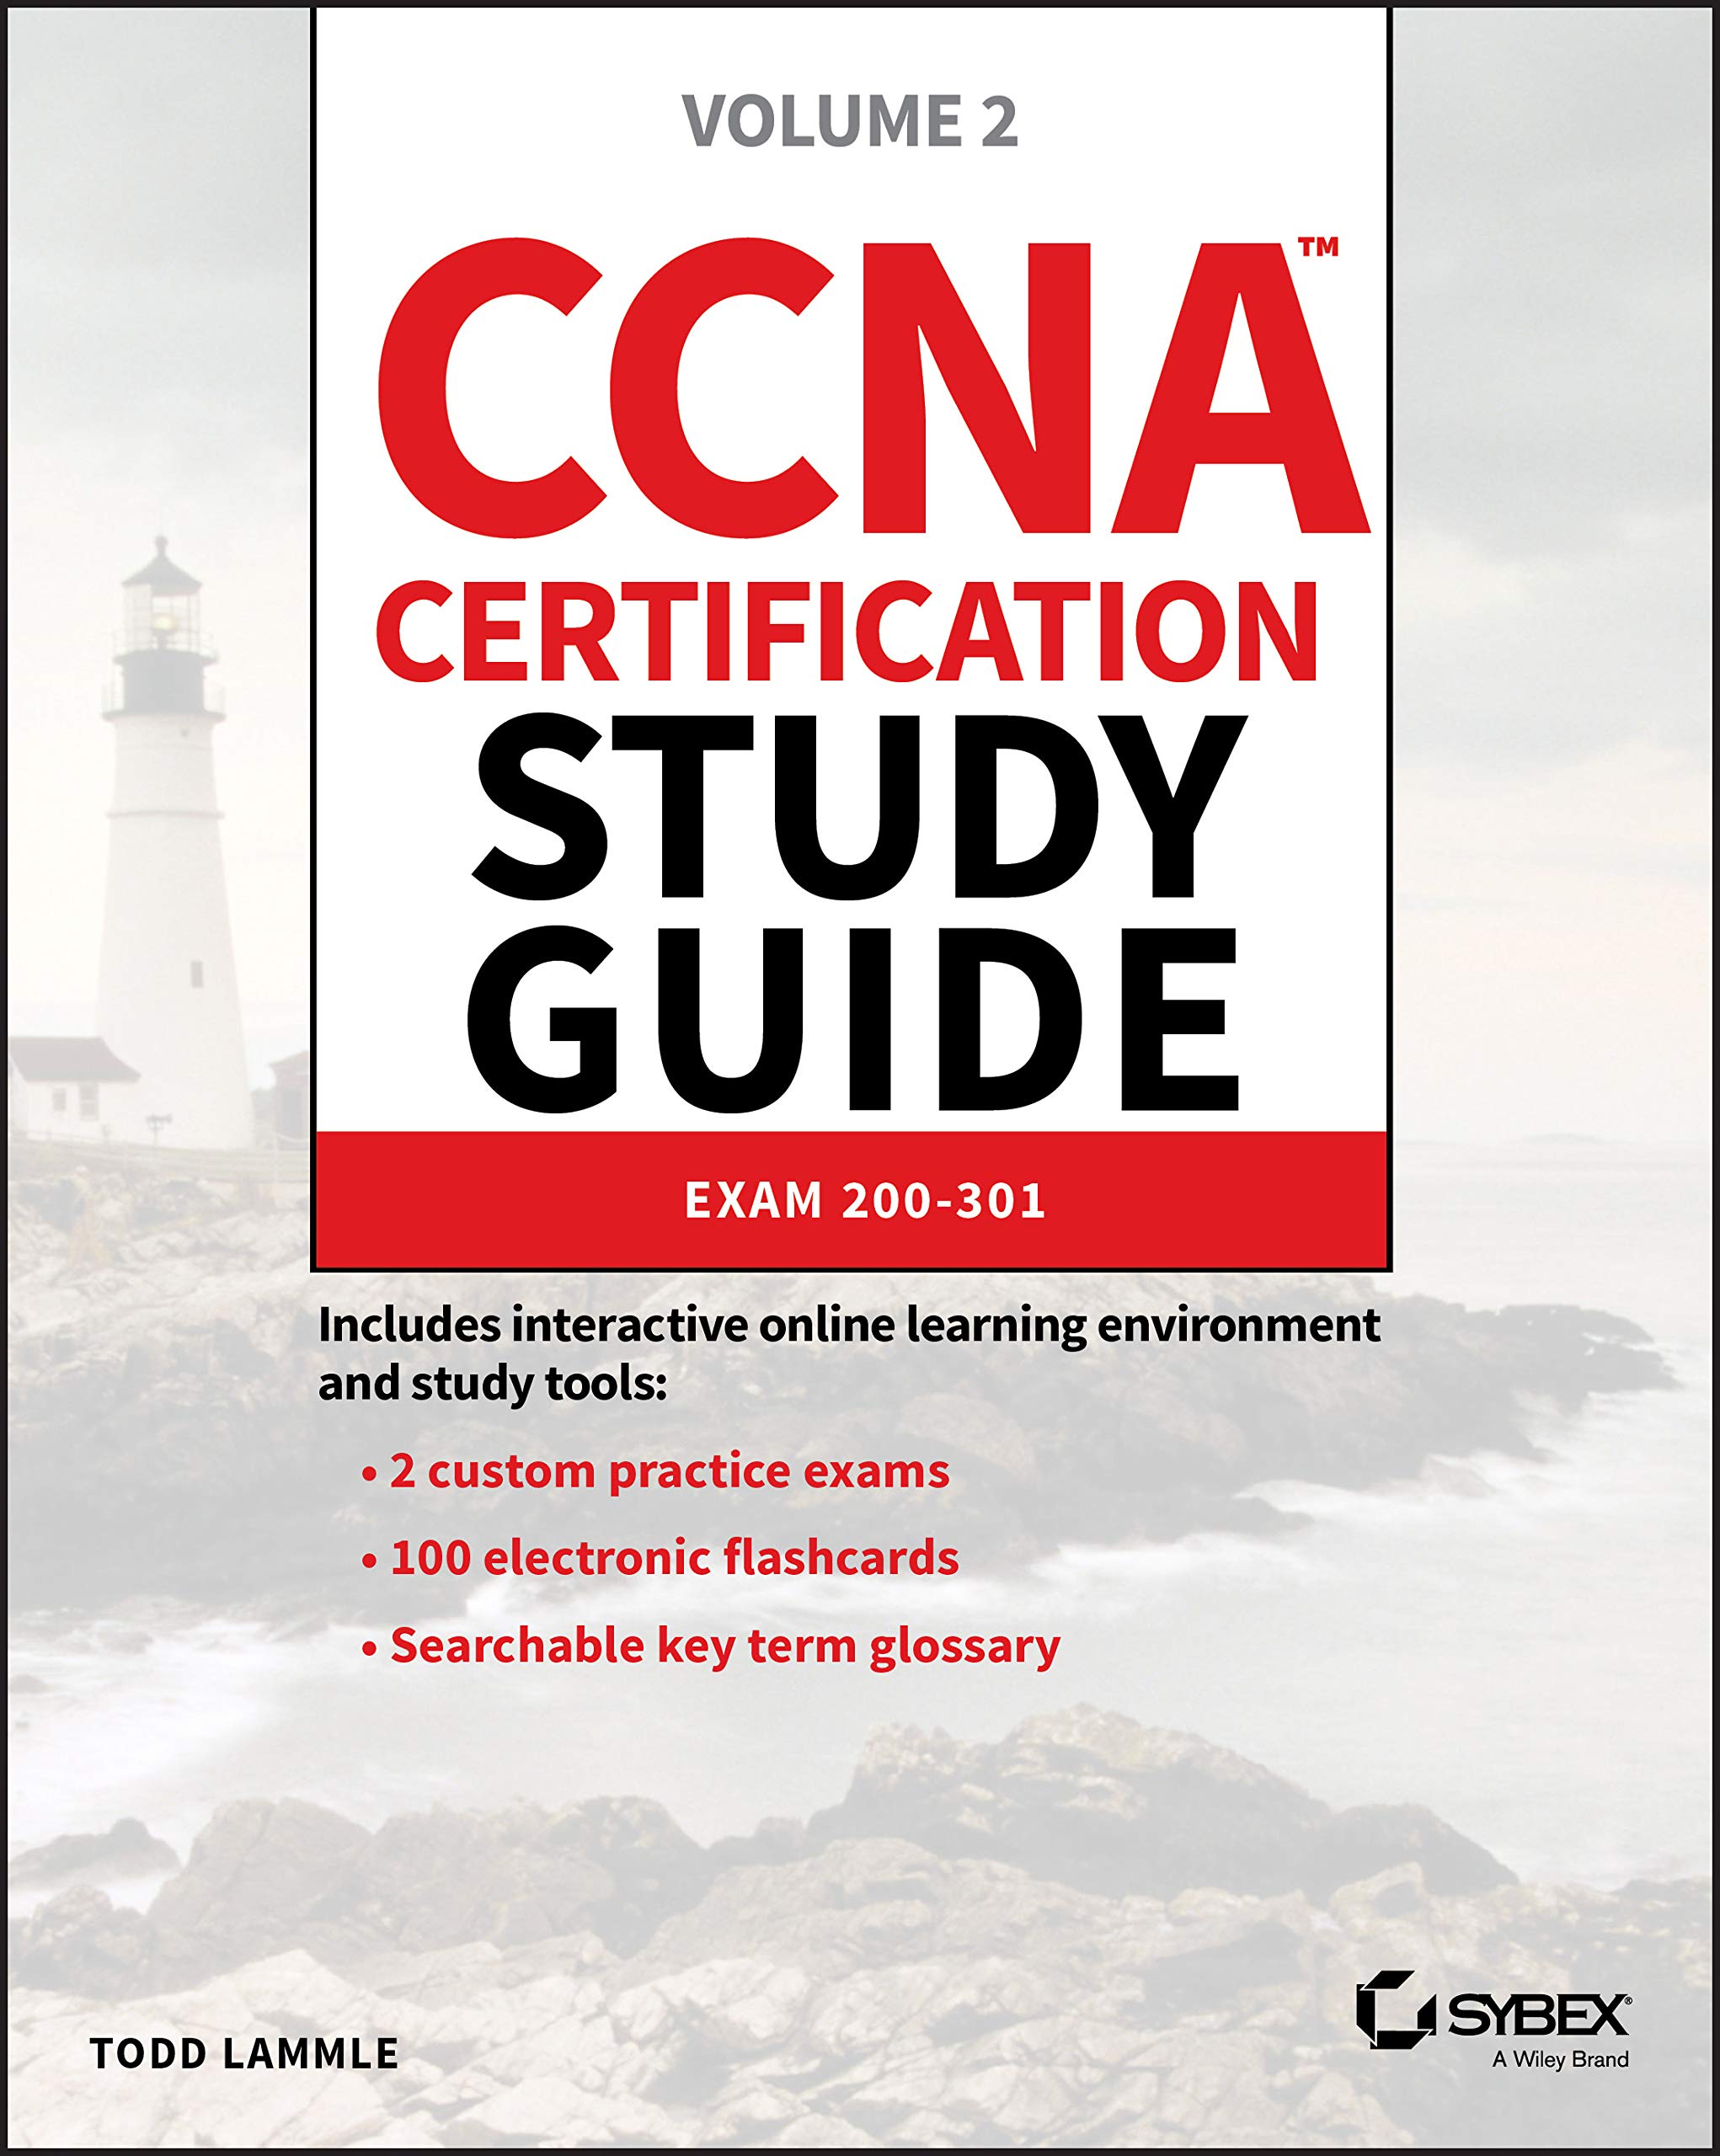 VOLUME 2
CCNA™
CERTIFICATION
STUDY
GUIDE
EXAM 200-301
Includes interactive online learning environment
and study tools:
• 2 custom practice exams
• 100 electronic flashcards
• Searchable key term glossary
TODD LAMMLE
SYBEX®
A Wiley Brand